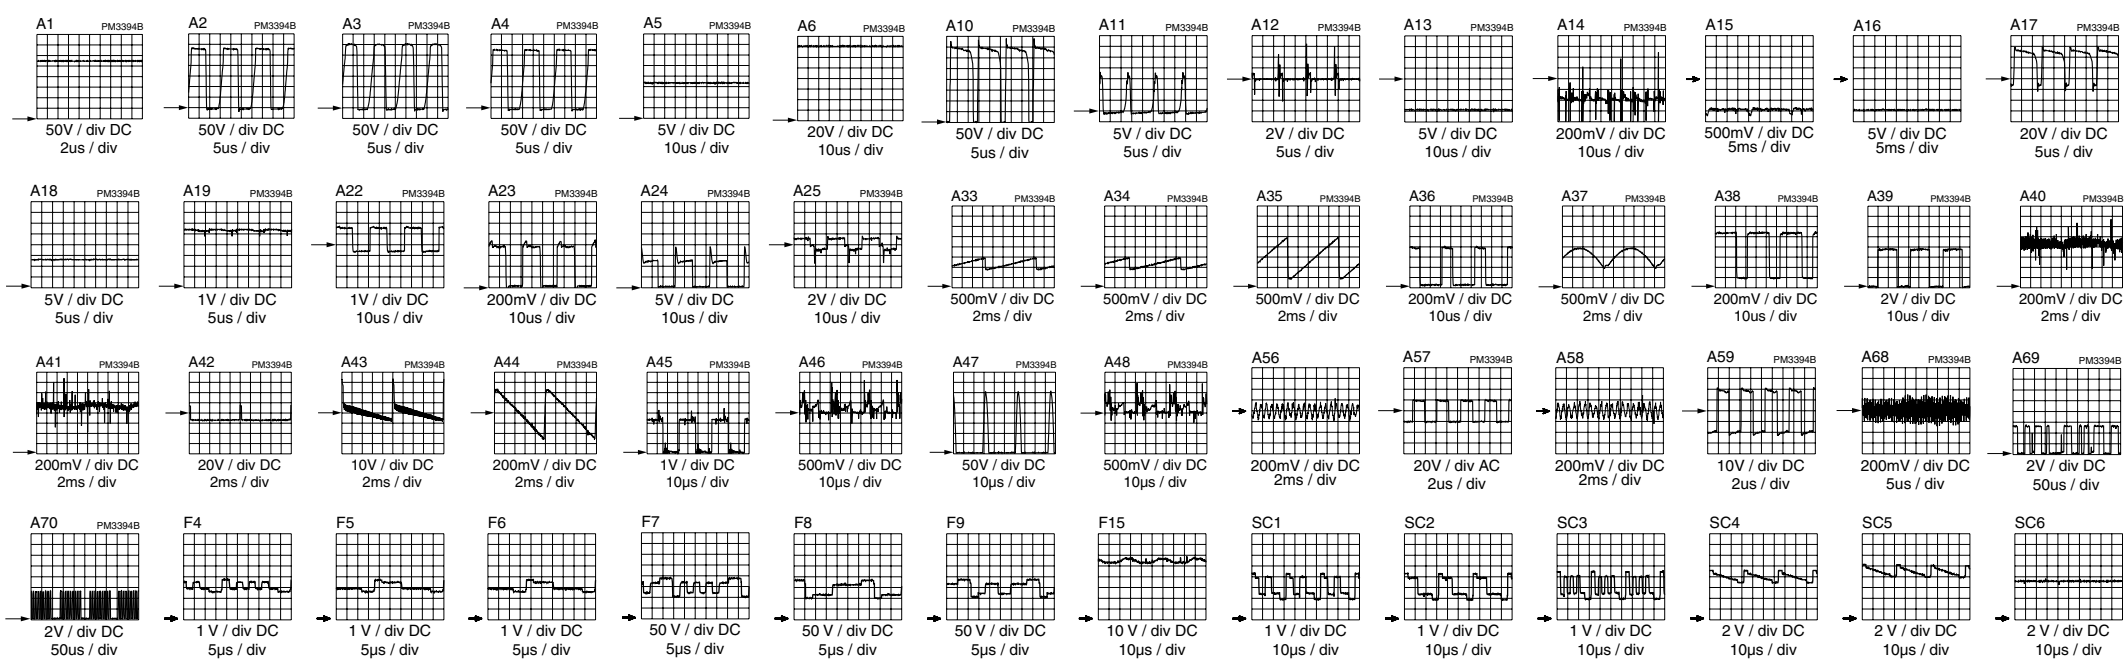 A1
50V / div DC
2us / div
A2 PM3394B
50V / div DC
5us / div
A3 PM3394B
50V / div DC
5us / div
A4 PM3394B
50V / div DC
5us / div
A5 PM3394B
5V / div DC
10us / div
A6 PM3394B
20V / div DC
10us / div
A10 PM3394B
50V / div DC
5us / div
A11 PM3394B
5V / div DC
5us / div
A12 PM3394B
2V / div DC
5us / div
A13 PM3394B
5V / div DC
10us / div
A14 PM3394B
200mV / div DC
10us / div
A15 PM3394B
500mV / div DC
5ms / div
A16 PM3394B
5V / div DC
5ms / div
A17 PM3394B
20V / div DC
5us / div
A18 PM3394B
5V / div DC
5us / div
A19 PM3394B
1V / div DC
5us / div
A22 PM3394B
1V / div DC
10us / div
A23 PM3394B
200mV / div DC
10us / div
A24 PM3394B
5V / div DC
10us / div
A25 PM3394B
2V / div DC
10us / div
A33 PM3394B
500mV / div DC
2ms / div
A34 PM3394B
500mV / div DC
2ms / div
A35 PM3394B
500mV / div DC
2ms / div
A36 PM3394B
200mV / div DC
10us / div
A37 PM3394B
500mV / div DC
2ms / div
A38 PM3394B
200mV / div DC
10us / div
A39 PM3394B
2V / div DC
10us / div
A40 PM3394B
200mV / div DC
2ms / div
A41 PM3394B
200mV / div DC
2ms / div
A42 PM3394B
20V / div DC
2ms / div
A43 PM3394B
10V / div DC
2ms / div
A44 PM3394B
200mV / div DC
2ms / div
A45 PM3394B
1V / div DC
10µs / div
A46 PM3394B
500mV / div DC
10µs / div
A47 PM3394B
50V / div DC
10µs / div
A48 PM3394B
500mV / div DC
10µs / div
A56 PM3394B
200mV / div DC
2ms / div
A57 PM3394B
20V / div AC
2us / div
A58 PM3394B
200mV / div DC
2ms / div
A59 PM3394B
10V / div DC
2us / div
A68 PM3394B
200mV / div DC
5us / div
A69 PM3394B
2V / div DC
50us / div
A70 PM3394B
2V / div DC
50us / div
F4
1 V / div DC
5µs / div
F5
1 V / div DC
5µs / div
F6
1 V / div DC
5µs / div
F7
50 V / div DC
5µs / div
F8
50 V / div DC
5µs / div
F9
50 V / div DC
5µs / div
F15
10 V / div DC
10µs / div
SC1
1 V / div DC
10µs / div
SC2
1 V / div DC
10µs / div
SC3
1 V / div DC
10µs / div
SC4
2 V / div DC
10µs / div
SC5
2 V / div DC
10µs / div
SC6
2 V / div DC
10µs / div